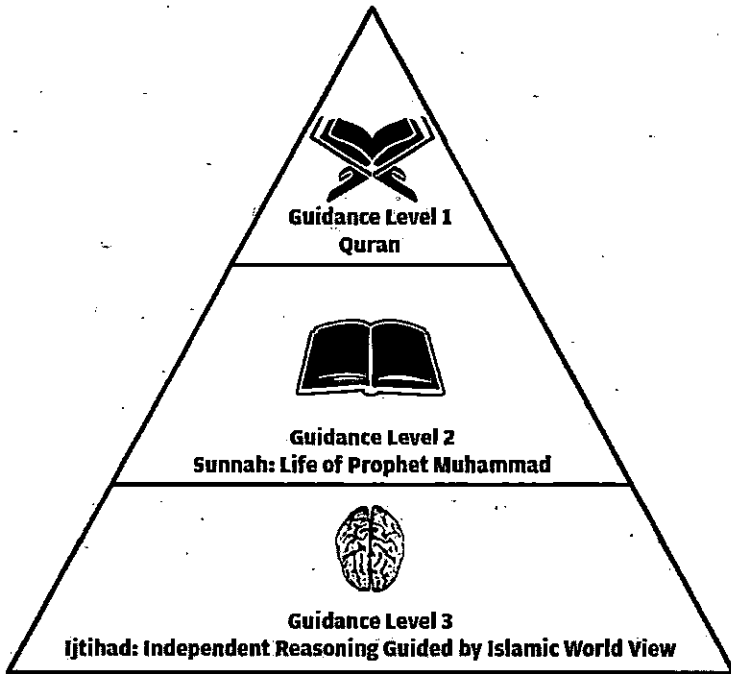 Guidance Level 1
Quran
Guidance Level 2
Sunnah: Life of Prophet Muhammad
Guidance Level 3
Ijtihad: Independent Reasoning Guided by Islamic World View